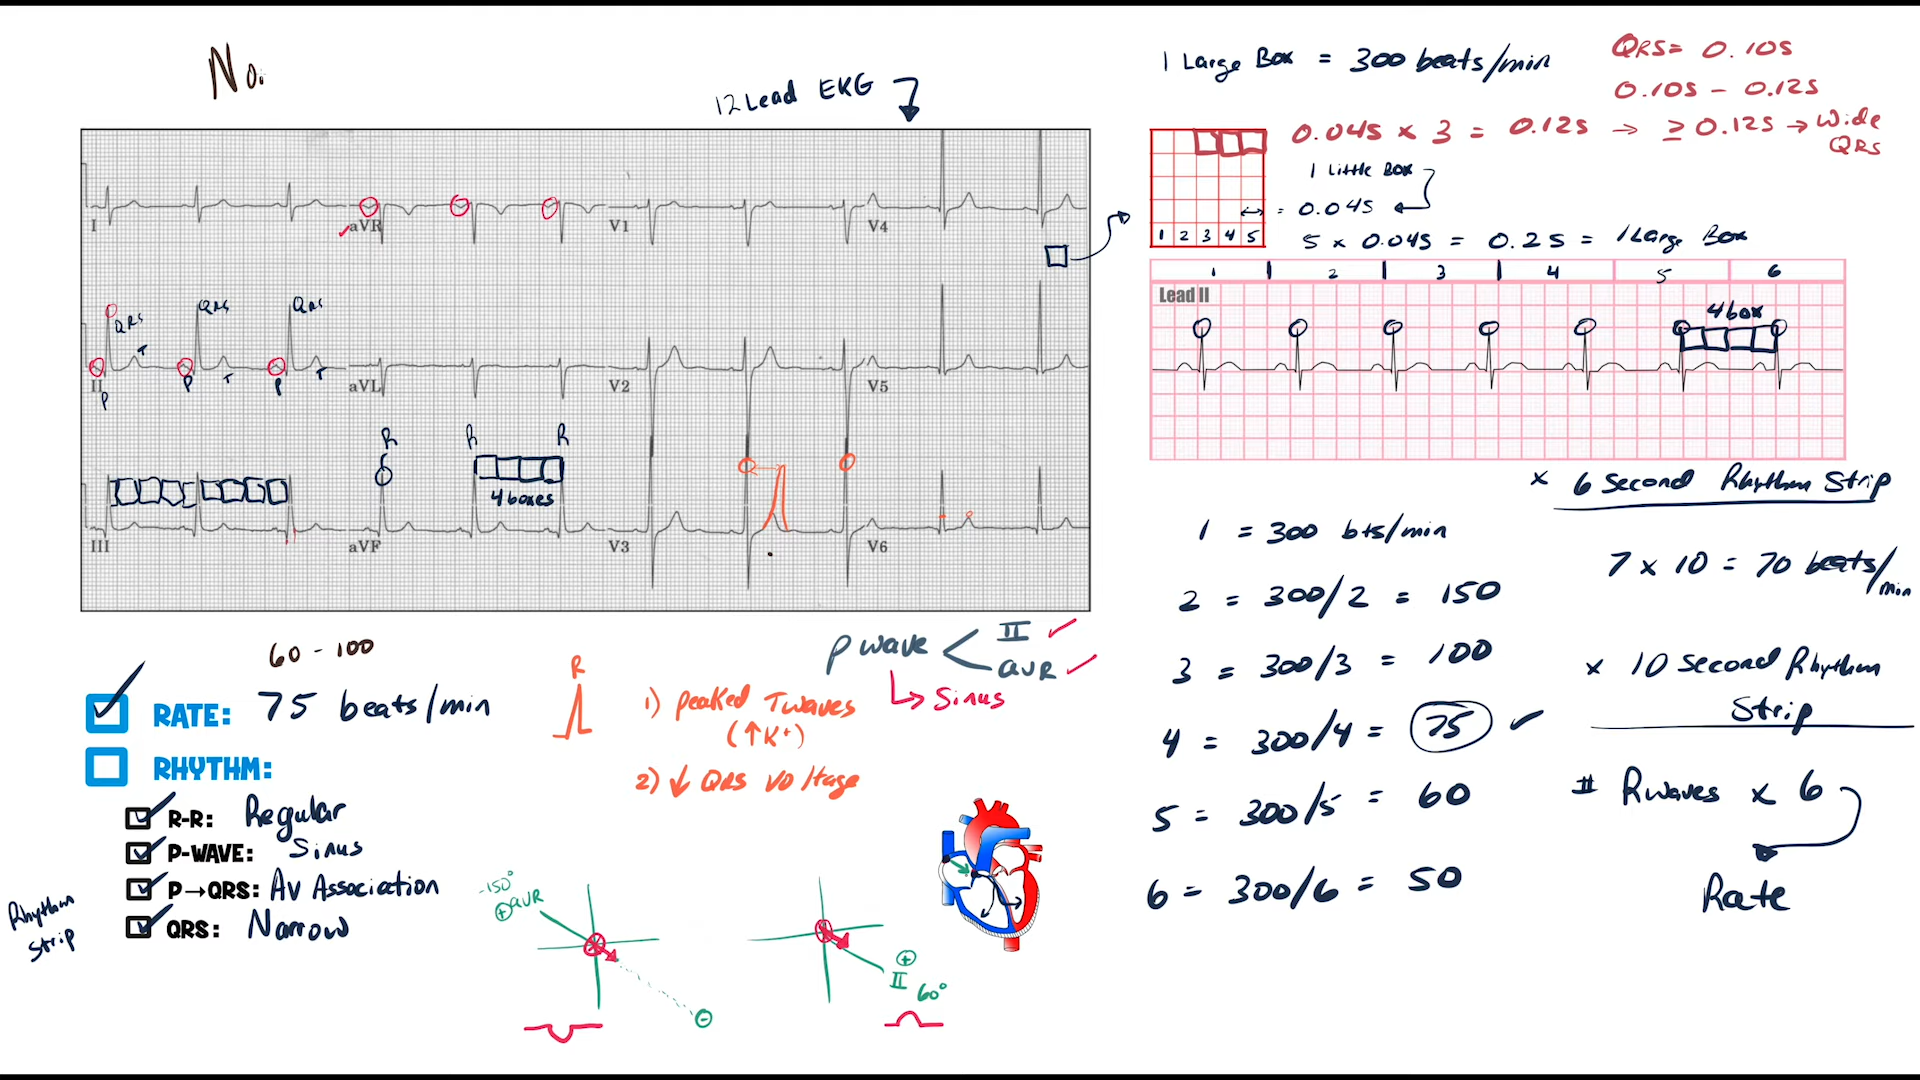 No.
12 Lead EKG
I
aVR
V1
V4
QRS
QRS
QRS
T
T
T
P
P
P
II
aVL
V2
V5
R
R
R
4 boxes
III
aVF
V3
V6
60 - 100
RATE: 75 beats/min
RHYTHM:
R-R: Regular
P-WAVE: Sinus
P→QRS: AV Association
QRS: Narrow
Rhythm
Strip
R
1) Peaked T waves
(↑K+)
2) ↓ QRS voltage
P wave < II ✓
aVR ✓
↳ Sinus
-150°
⊕ aVR
⊖
⊕
II
60°
1 Large Box = 300 beats/min
QRS= 0.10s
0.10s - 0.12s
0.04s x 3 = 0.12s → ≥ 0.12s → Wide
QRS
1 Little Box
↔ = 0.04s
1 2 3 4 5
5 x 0.04s = 0.2s = 1 Large Box
1 2 3 4 5 6
Lead II
4 box
x 6 Second Rhythm Strip
7 x 10 = 70 beats/min
x 10 Second Rhythm
Strip
# R waves x 6
Rate
1 = 300 bts/min
2 = 300/2 = 150
3 = 300/3 = 100
4 = 300/4 = 75 ✓
5 = 300/5 = 60
6 = 300/6 = 50